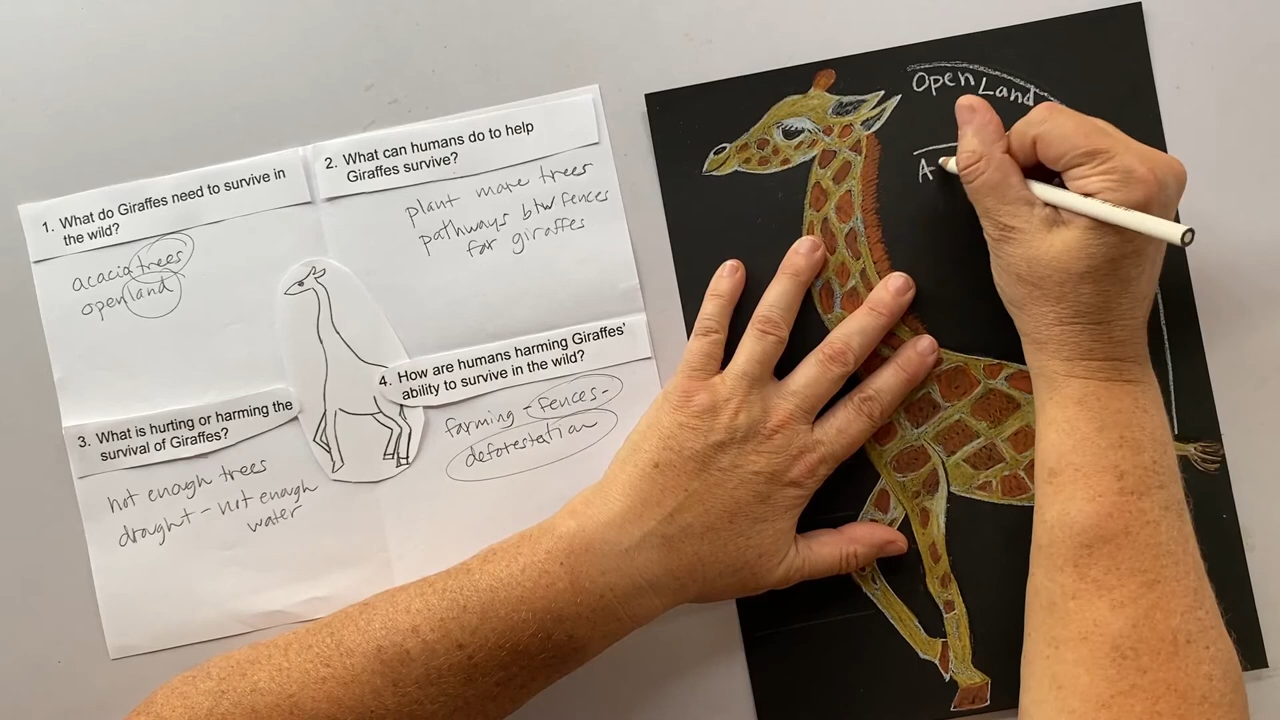 1. What do Giraffes need to survive in
the wild?
acacia trees
open land
2. What can humans do to help
Giraffes survive?
plant more trees
pathways btw fences
for giraffes
3. What is hurting or harming the
survival of Giraffes?
not enough trees
drought - not enough
water
4. How are humans harming Giraffes'
ability to survive in the wild?
farming - fences -
deforestation
Open Land
A